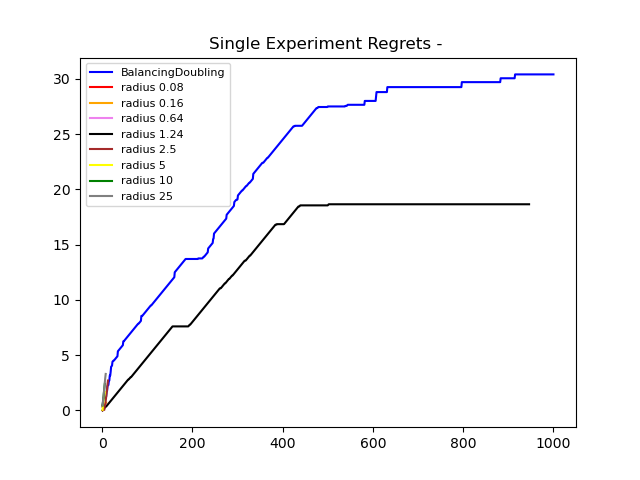 Single Experiment Regrets -
BalancingDoubling
radius 0.08
radius 0.16
radius 0.64
radius 1.24
radius 2.5
radius 5
radius 10
radius 25
30
25
20
15
10
5
0
0 200 400 600 800 1000